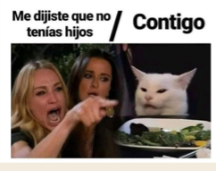 Me dijiste que no
tenías hijos
/ Contigo